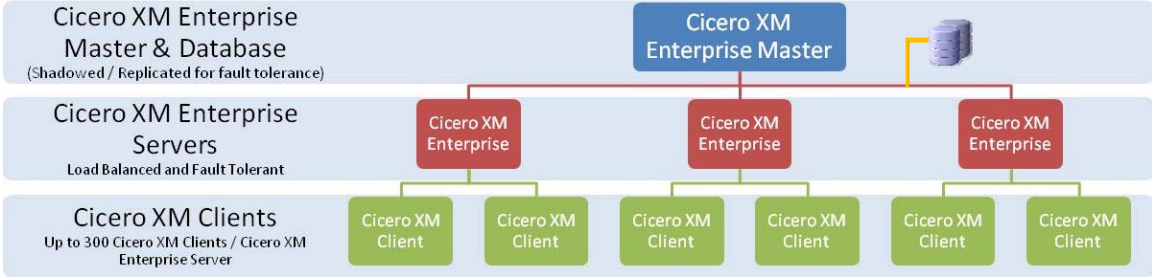 Cicero XM Enterprise
Master & Database
(Shadowed / Replicated for fault tolerance)
Cicero XM
Enterprise Master
Cicero XM Enterprise
Servers
Load Balanced and Fault Tolerant
Cicero XM
Enterprise
Cicero XM
Enterprise
Cicero XM
Enterprise
Cicero XM Clients
Up to 300 Cicero XM Clients / Cicero XM
Enterprise Server
Cicero XM
Client
Cicero XM
Client
Cicero XM
Client
Cicero XM
Client
Cicero XM
Client
Cicero XM
Client